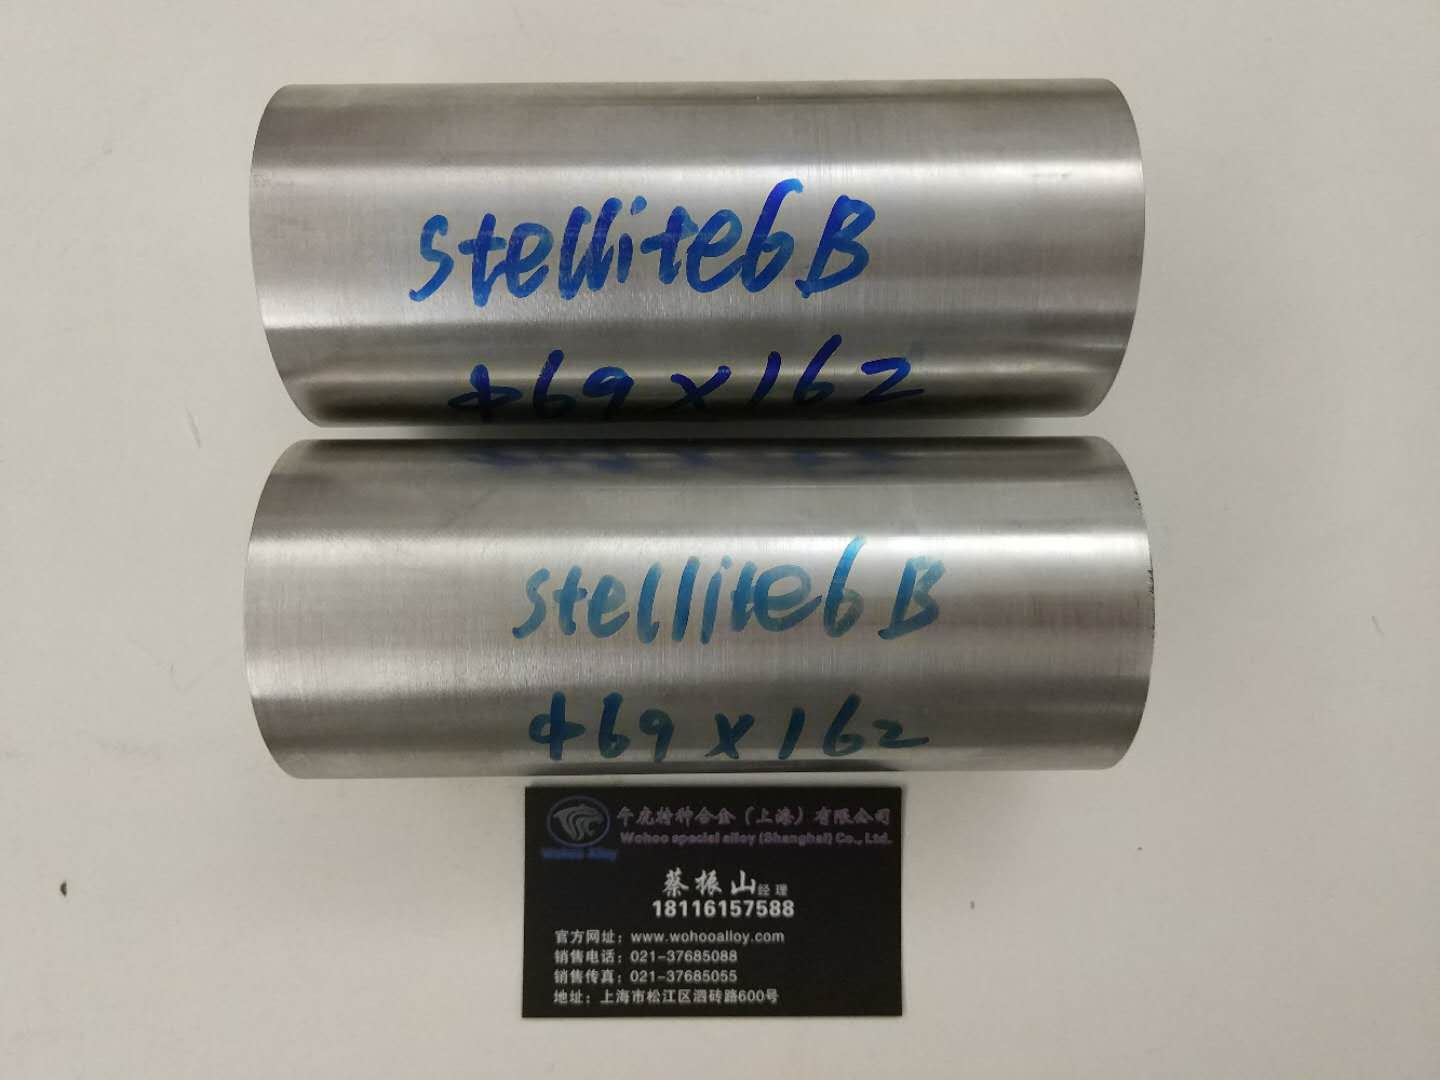 stellite6B
Φ69×162
stellite6B
Φ69×162
午虎特种合金（上海）有限公司
Wohoo special alloy (Shanghai) Co., Ltd.
Wohoo Alloy
蔡振山 经理
18116157588
官方网址：www.wohooalloy.com
销售电话：021-37685088
销售传真：021-37685055
地址：上海市松江区泗砖路600号